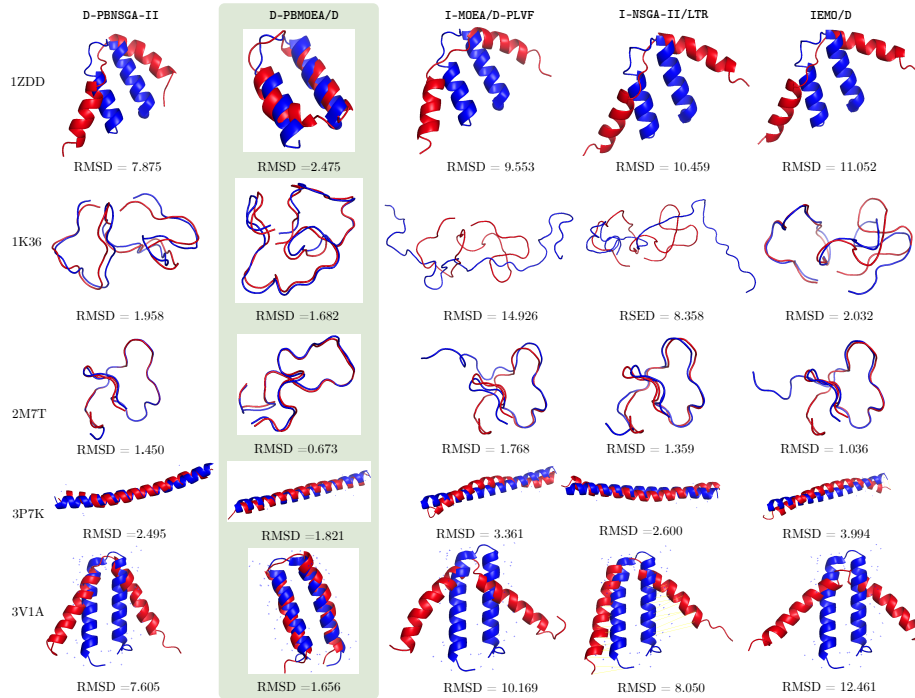 D-PBNSGA-II D-PBMOEA/D I-MOEA/D-PLVF I-NSGA-II/LTR IEMO/D
1ZDD
RMSD = 7.875 RMSD =2.475 RMSD = 9.553 RMSD = 10.459 RMSD = 11.052
1K36
RMSD = 1.958 RMSD =1.682 RMSD = 14.926 RSED = 8.358 RMSD = 2.032
2M7T
RMSD = 1.450 RMSD =0.673 RMSD = 1.768 RMSD = 1.359 RMSD = 1.036
3P7K
RMSD =2.495 RMSD =1.821 RMSD = 3.361 RMSD = 2.600 RMSD = 3.994
3V1A
RMSD =7.605 RMSD =1.656 RMSD = 10.169 RMSD = 8.050 RMSD = 12.461